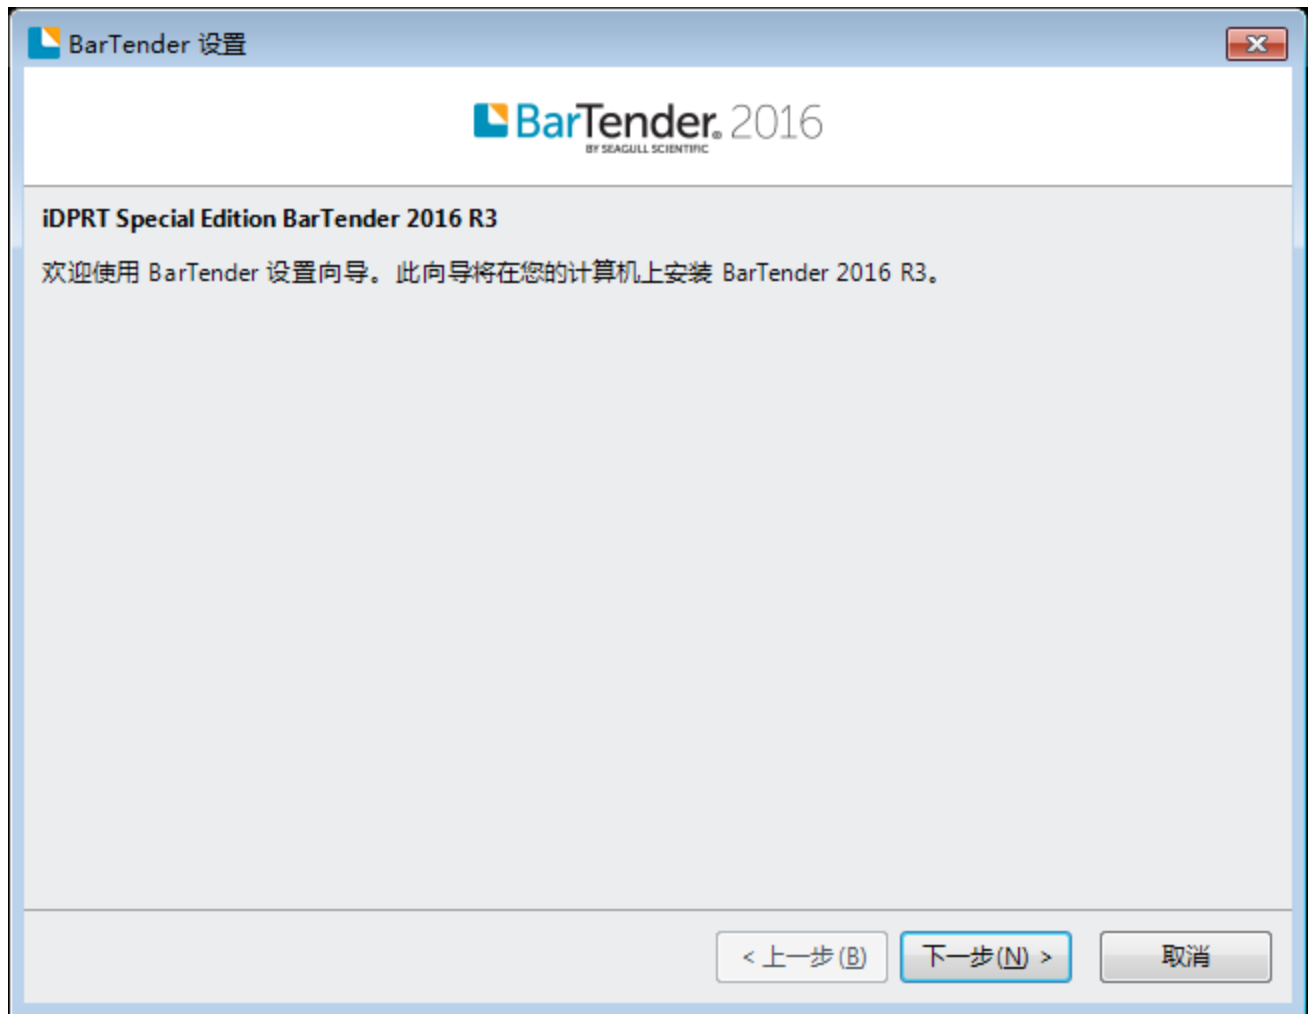 BarTender 设置
BarTender® 2016
BY SEAGULL SCIENTIFIC
iDPRT Special Edition BarTender 2016 R3
欢迎使用 BarTender 设置向导。此向导将在您的计算机上安装 BarTender 2016 R3。
< 上一步(B) 下一步(N) > 取消